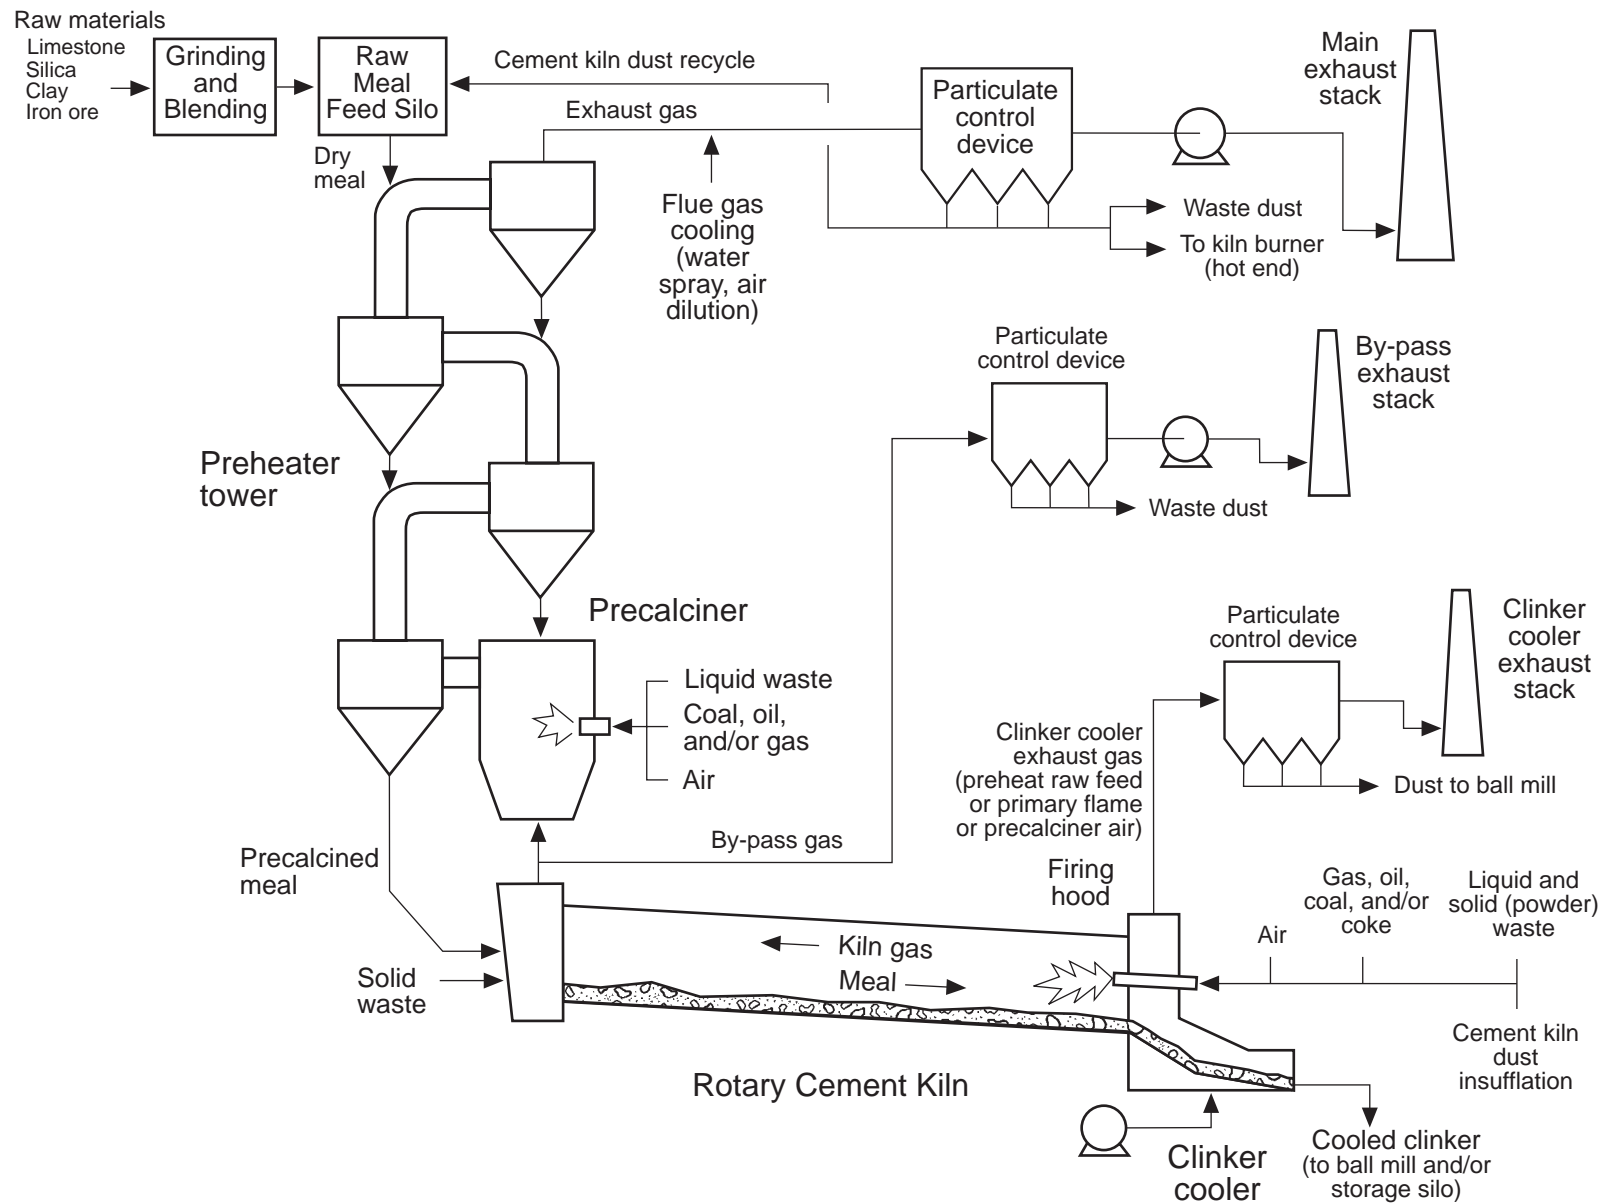 Raw materials
Limestone
Silica
Clay
Iron ore
Grinding
and
Blending
Raw
Meal
Feed Silo
Cement kiln dust recycle
Exhaust gas
Particulate
control
device
Main
exhaust
stack
Dry
meal
Flue gas
cooling
(water
spray, air
dilution)
Waste dust
To kiln burner
(hot end)
Particulate
control device
By-pass
exhaust
stack
Waste dust
Preheater
tower
Precalciner
Liquid waste
Coal, oil,
and/or gas
Air
Particulate
control device
Clinker
cooler
exhaust
stack
Clinker cooler
exhaust gas
(preheat raw feed
or primary flame
or precalciner air)
Dust to ball mill
By-pass gas
Precalcined
meal
Firing
hood
Gas, oil,
coal, and/or
coke
Liquid and
solid (powder)
waste
Air
Kiln gas
Meal
Solid
waste
Cement kiln
dust
insufflation
Rotary Cement Kiln
Clinker
cooler
Cooled clinker
(to ball mill and/or
storage silo)